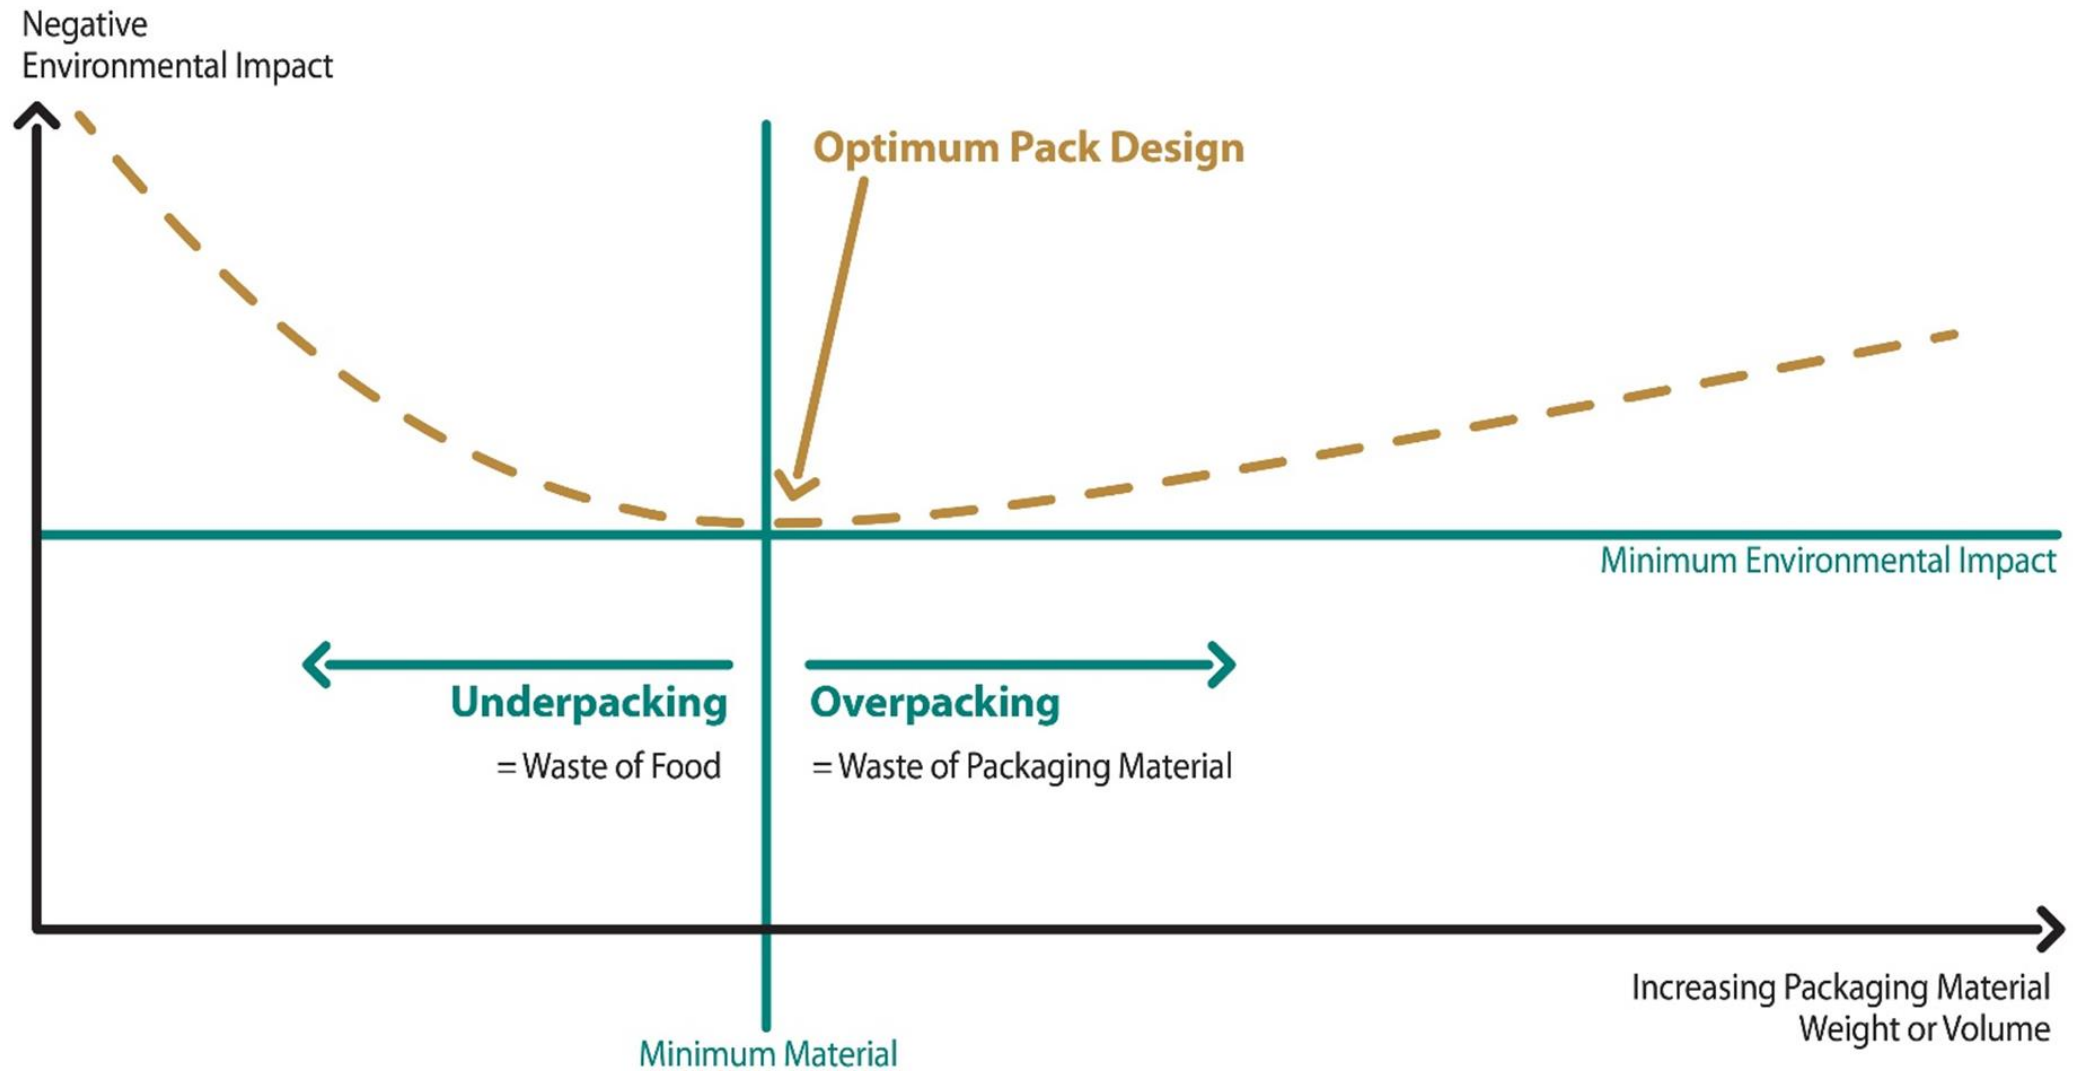 Negative
Environmental Impact
Optimum Pack Design
Minimum Environmental Impact
Underpacking
= Waste of Food
Overpacking
= Waste of Packaging Material
Increasing Packaging Material
Weight or Volume
Minimum Material